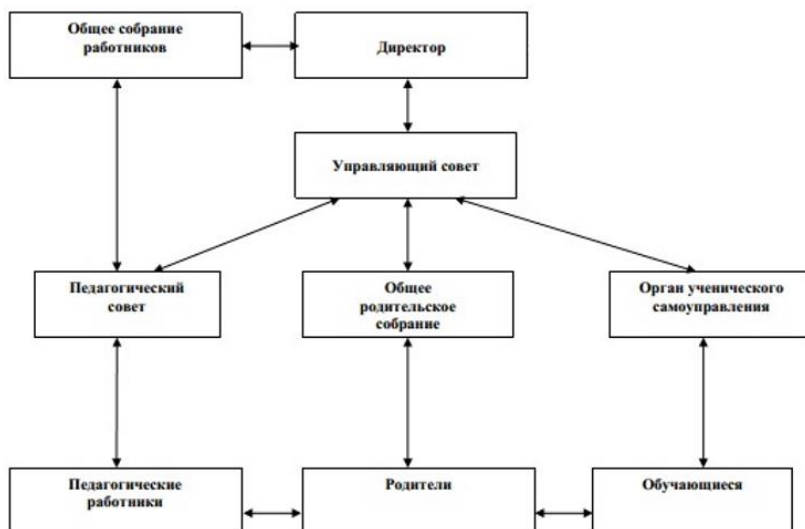 Общее собрание
работников
Директор
Управляющий совет
Педагогический
совет
Общее
родительское
собрание
Орган ученического
самоуправления
Педагогические
работники
Родители
Обучающиеся